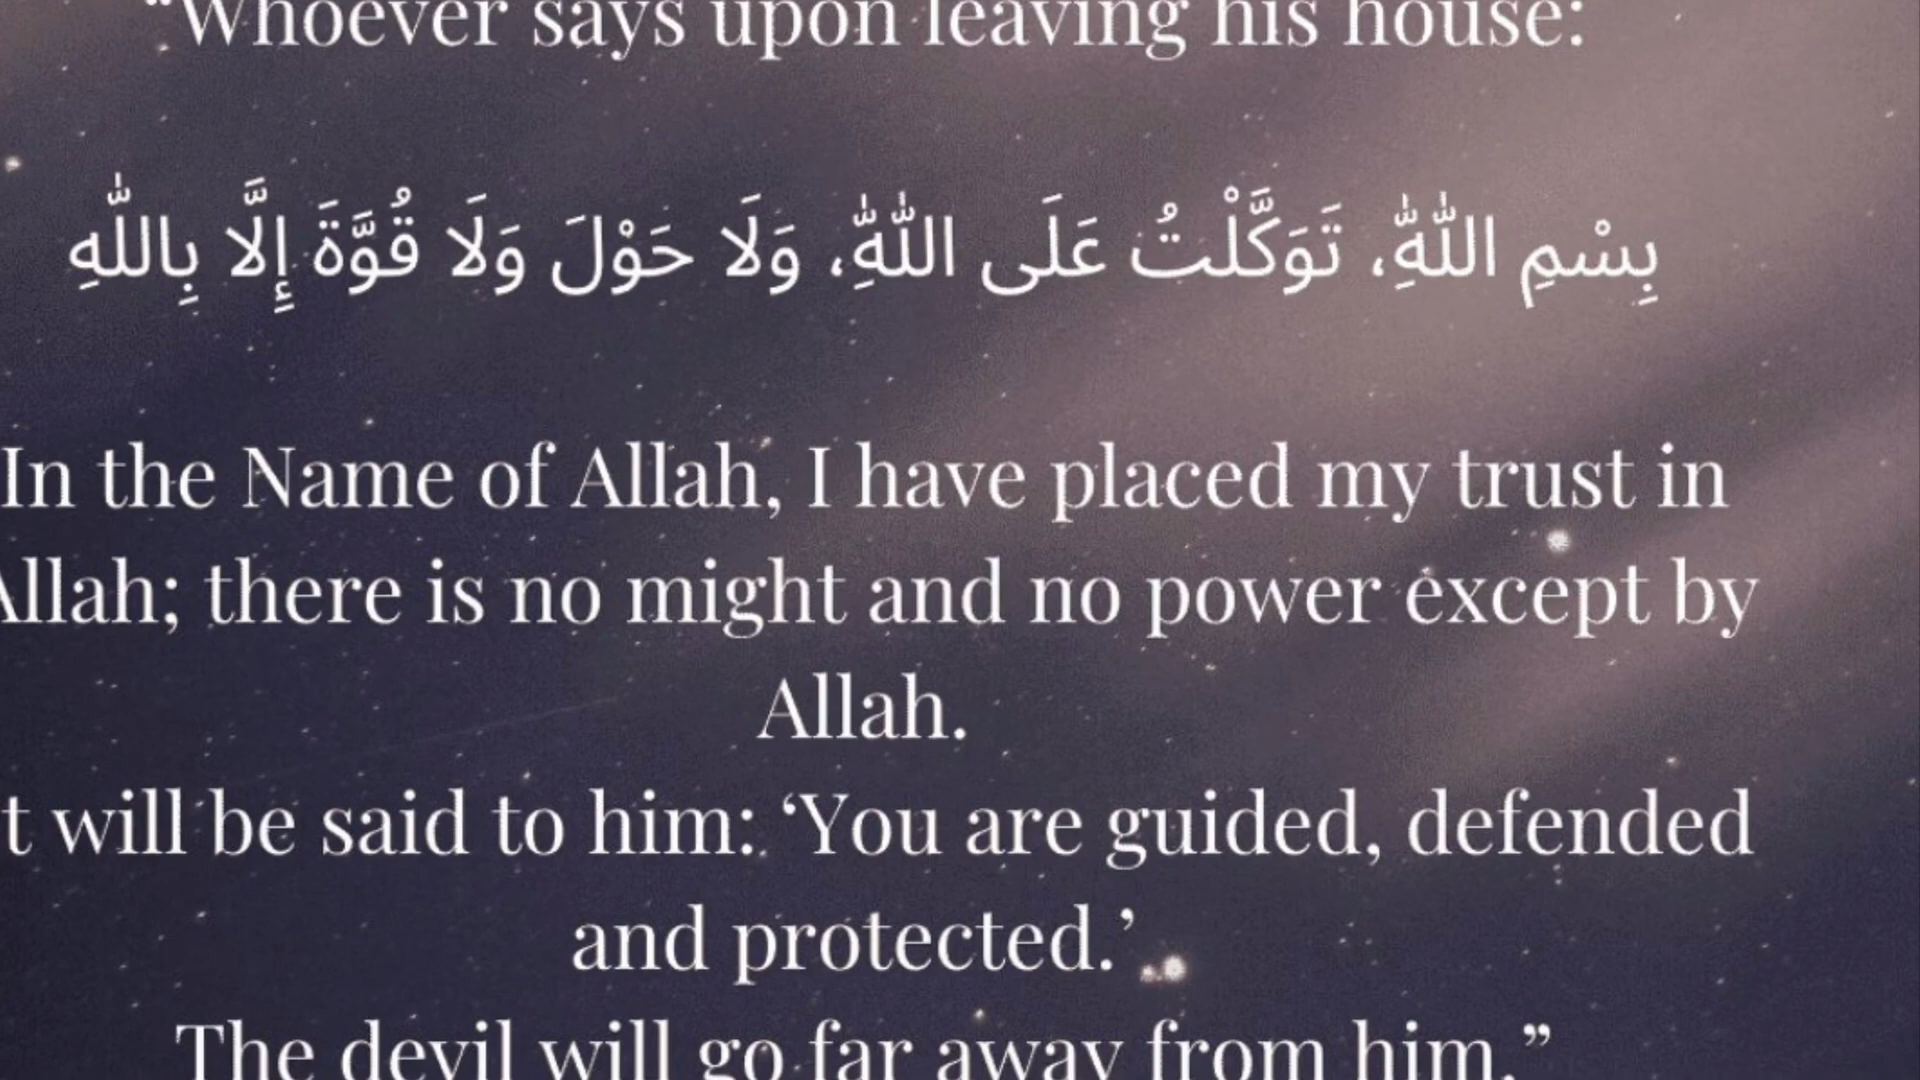 "Whoever says upon leaving his house:
بِسْمِ اللَّهِ، تَوَكَّلْتُ عَلَى اللَّهِ، وَلَا حَوْلَ وَلَا قُوَّةَ إِلَّا بِاللَّهِ
In the Name of Allah, I have placed my trust in
Allah; there is no might and no power except by
Allah.
t will be said to him: ‘You are guided, defended
and protected.’
The devil will go far away from him.”